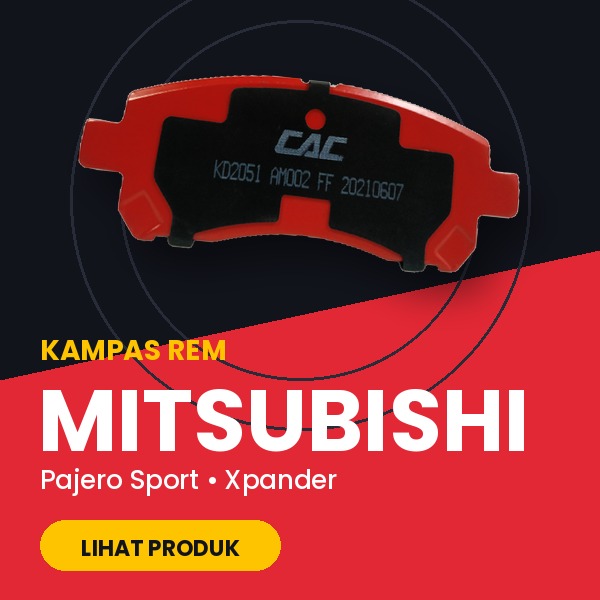 CAC
KD2051 AM002 FF 20210607
KAMPAS REM
MITSUBISHI
Pajero Sport • Xpander
LIHAT PRODUK